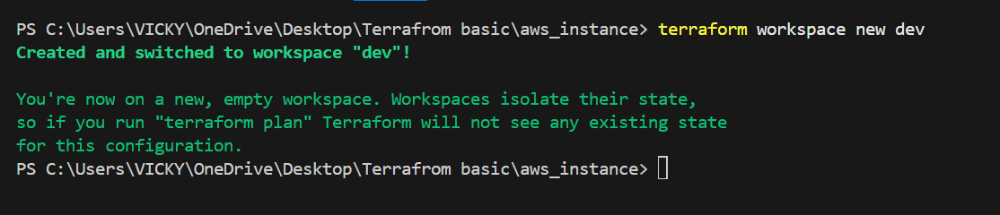 PS C:\Users\VICKY\OneDrive\Desktop\Terrafrom basic\aws_instance> terraform workspace new dev
Created and switched to workspace "dev"!
You're now on a new, empty workspace. Workspaces isolate their state,
so if you run "terraform plan" Terraform will not see any existing state
for this configuration.
PS C:\Users\VICKY\OneDrive\Desktop\Terrafrom basic\aws_instance>